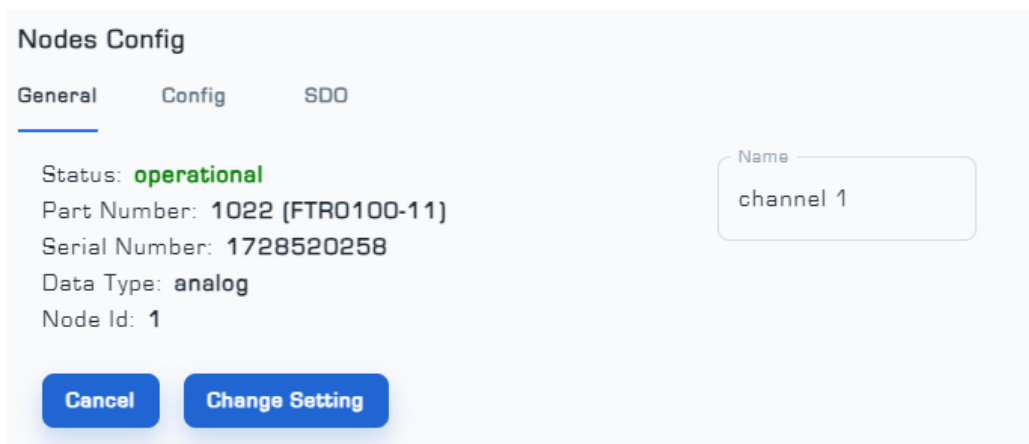 Nodes Config
General Config SDO
Name
Status: operational
channel 1
Part Number: 1022 (FTR0100-11)
Serial Number: 1728520258
Data Type: analog
Node Id: 1
Cancel Change Setting